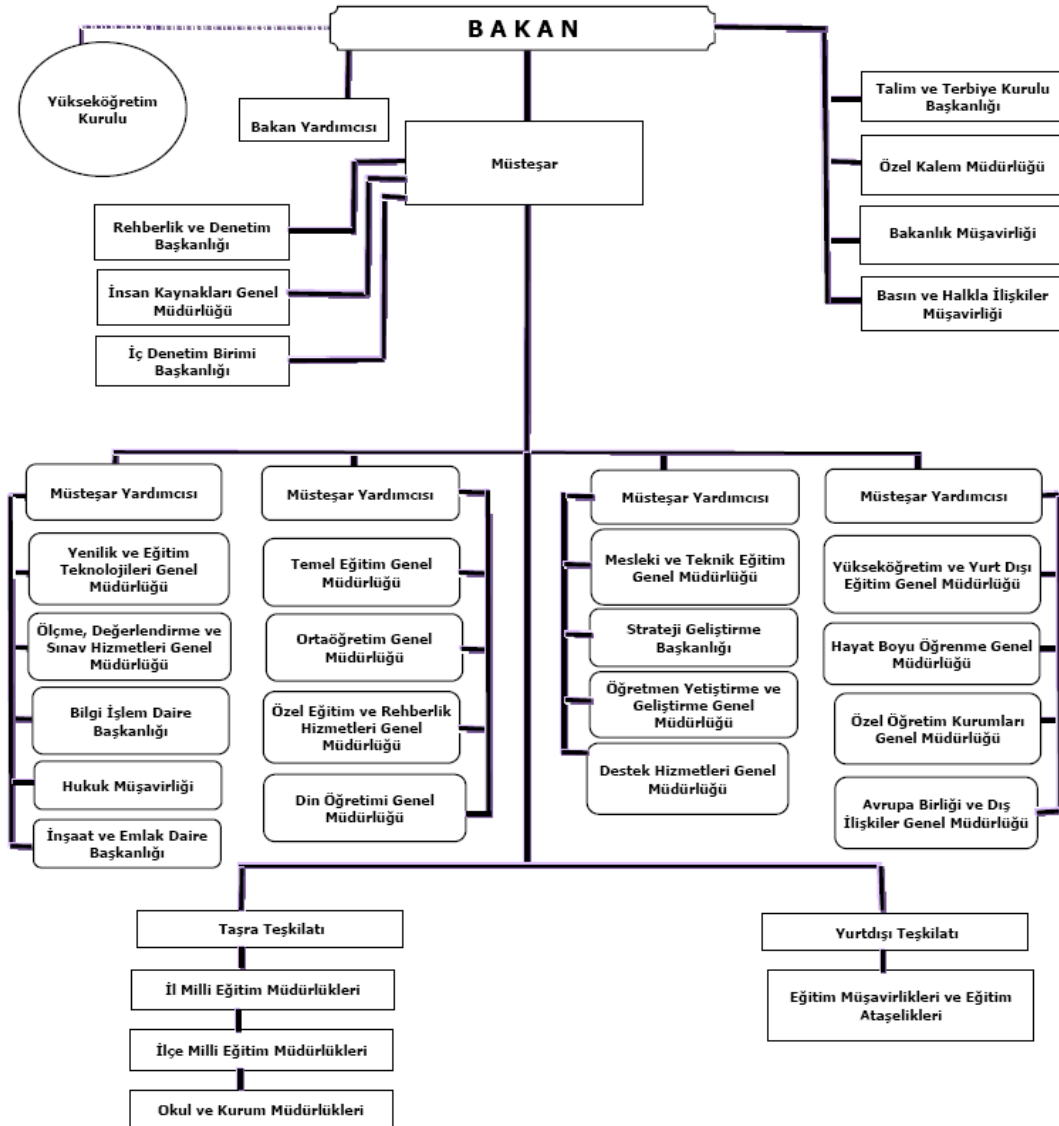 BAKAN
Yükseköğretim
Kurulu
Bakan Yardımcısı
Müsteşar
Talim ve Terbiye Kurulu
Başkanlığı
Özel Kalem Müdürlüğü
Bakanlık Müşavirliği
Basın ve Halkla İlişkiler
Müşavirliği
Rehberlik ve Denetim
Başkanlığı
İnsan Kaynakları Genel
Müdürlüğü
İç Denetim Birimi
Başkanlığı
Müsteşar Yardımcısı
Yenilik ve Eğitim
Teknolojileri Genel
Müdürlüğü
Ölçme, Değerlendirme ve
Sınav Hizmetleri Genel
Müdürlüğü
Bilgi İşlem Daire
Başkanlığı
Hukuk Müşavirliği
İnşaat ve Emlak Daire
Başkanlığı
Müsteşar Yardımcısı
Temel Eğitim Genel
Müdürlüğü
Ortaöğretim Genel
Müdürlüğü
Özel Eğitim ve Rehberlik
Hizmetleri Genel
Müdürlüğü
Din Öğretimi Genel
Müdürlüğü
Müsteşar Yardımcısı
Mesleki ve Teknik Eğitim
Genel Müdürlüğü
Strateji Geliştirme
Başkanlığı
Öğretmen Yetiştirme ve
Geliştirme Genel
Müdürlüğü
Destek Hizmetleri Genel
Müdürlüğü
Müsteşar Yardımcısı
Yükseköğretim ve Yurt Dışı
Eğitim Genel Müdürlüğü
Hayat Boyu Öğrenme Genel
Müdürlüğü
Özel Öğretim Kurumları
Genel Müdürlüğü
Avrupa Birliği ve Dış
İlişkiler Genel Müdürlüğü
Taşra Teşkilatı
İl Milli Eğitim Müdürlükleri
İlçe Milli Eğitim Müdürlükleri
Okul ve Kurum Müdürlükleri
Yurtdışı Teşkilatı
Eğitim Müşavirlikleri ve Eğitim
Ataşelikleri